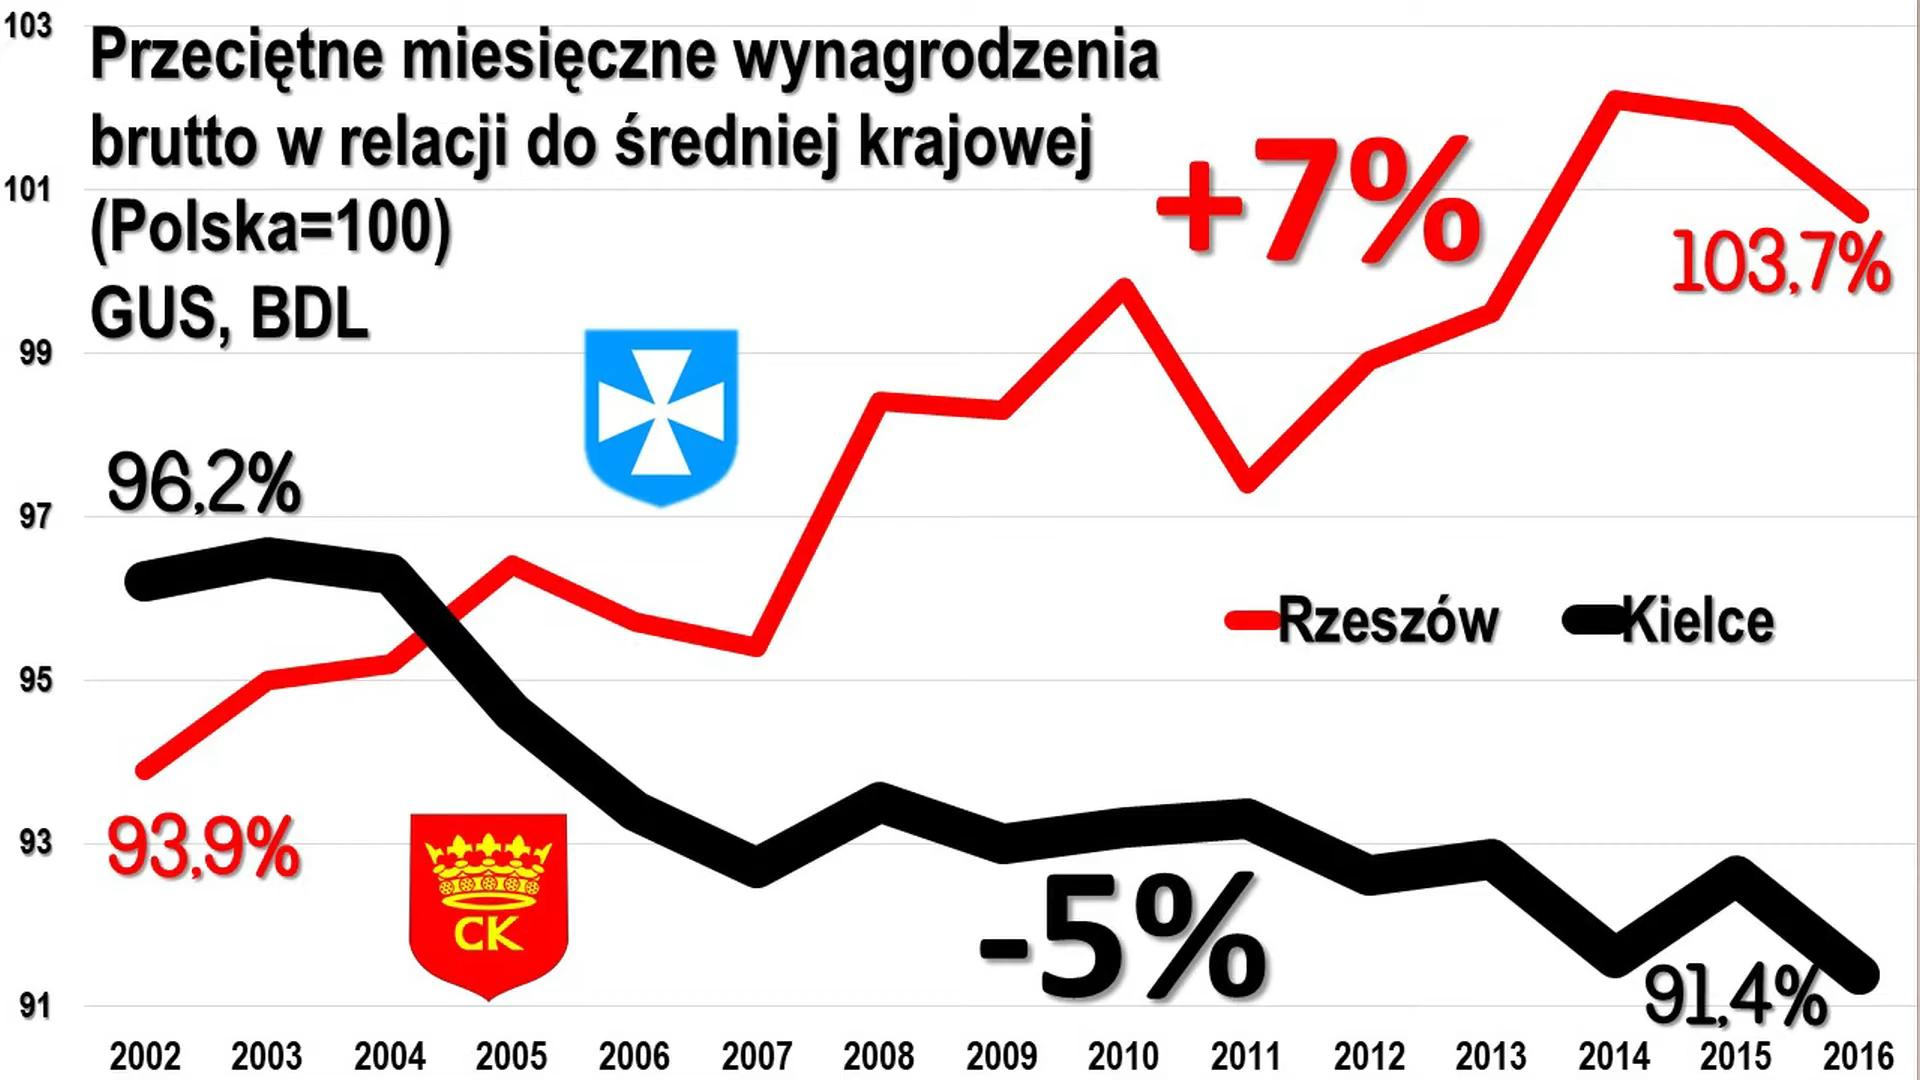 Przeciętne miesięczne wynagrodzenia
brutto w relacji do średniej krajowej
(Polska=100)
GUS, BDL
103
101
99
97
95
93
91
+7%
103,7%
96,2%
93,9%
-5%
91,4%
Rzeszów Kielce
CK
2002 2003 2004 2005 2006 2007 2008 2009 2010 2011 2012 2013 2014 2015 2016